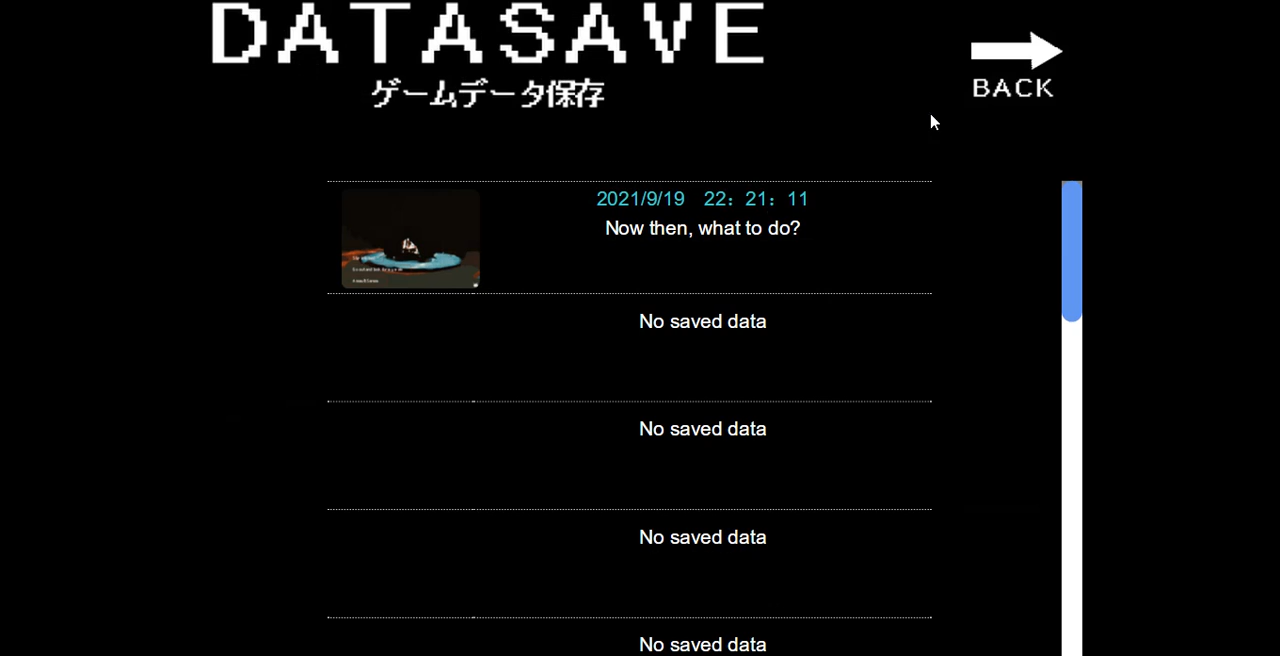 DATASAVE
ゲームデータ保存
BACK
2021/9/19 22：21：11
Now then, what to do?
No saved data
No saved data
No saved data
No saved data